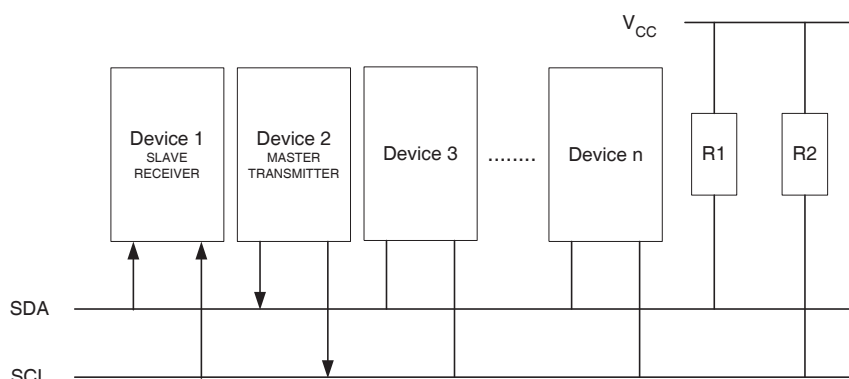 VCC
Device 1
SLAVE
RECEIVER
Device 2
MASTER
TRANSMITTER
Device 3
........
Device n
R1
R2
SDA
SCL